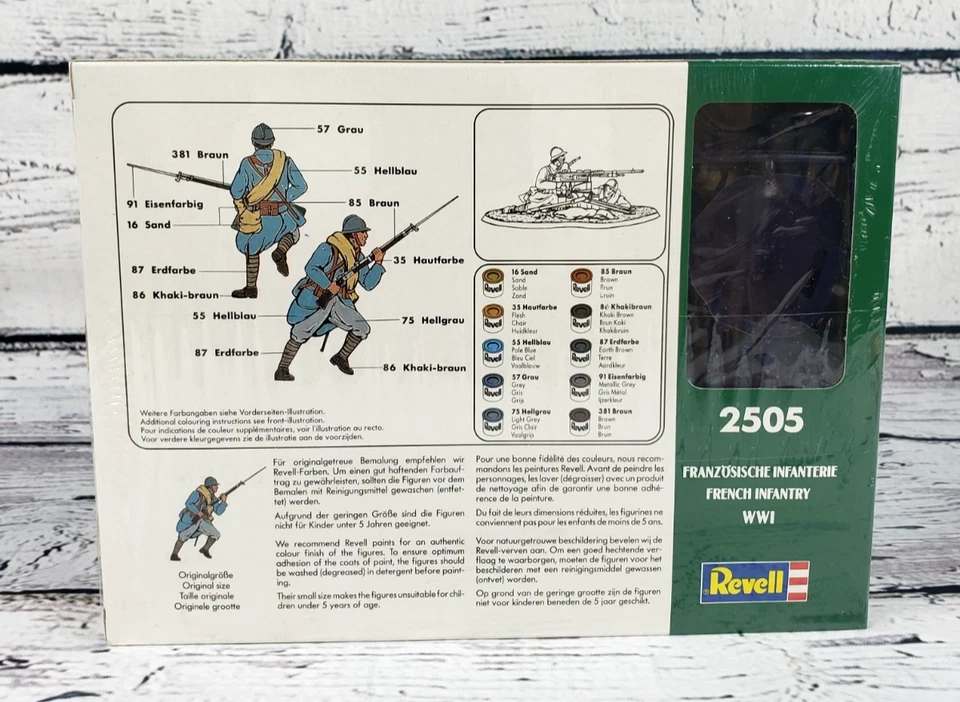 57 Grau
381 Braun
55 Hellblau
91 Eisenfarbig
85 Braun
16 Sand
35 Hautfarbe
87 Erdfarbe
86 Khaki-braun
55 Hellblau
75 Hellgrau
87 Erdfarbe
86 Khaki-braun
Weitere Farbangaben siehe Vorderseiten-Illustration.
Additional colouring instructions see front-illustration.
Pour indications de couleur supplémentaires, voir l'illustration au recto.
Voor verdere kleurgegevens zie de illustratie aan de voorzijden.
16 Sand
Sand
Sable
Zand
Revell
35 Hautfarbe
Flesh
Chair
Huidkleur
Revell
55 Hellblau
Pale Blue
Bleu Ciel
Vaalblauw
Revell
57 Grau
Grey
Gris
Grijs
Revell
75 Hellgrau
Light Grey
Gris Clair
Vaalgrijs
Revell
85 Braun
Brown
Brun
Bruin
Revell
86 Khakibraun
Khaki Brown
Brun Kaki
Khakibruin
Revell
87 Erdfarbe
Earth Brown
Terre
Aardkleur
Revell
91 Eisenfarbig
Metallic Grey
Gris Métal
Ijzerkleur
Revell
381 Braun
Brown
Brun
Bruin
Revell
Originalgröße
Original size
Taille originale
Originele grootte
Für originalgetreue Bemalung empfehlen wir
Revell-Farben. Um einen gut haftenden Farbauf-
trag zu gewährleisten, sollten die Figuren vor dem
Bemalen mit Reinigungsmittel gewaschen (entfet-
tet) werden.
Aufgrund der geringen Größe sind die Figuren
nicht für Kinder unter 5 Jahren geeignet.
We recommend Revell paints for an authentic
colour finish of the figures. To ensure optimum
adhesion of the coats of paint, the figures should
be washed (degreased) in detergent before paint-
ing.
Their small size makes the figures unsuitable for chil-
dren under 5 years of age.
Pour une bonne fidélité des couleurs, nous recom-
mandons les peintures Revell. Avant de peindre les
personnages, les laver (dégraisser) avec un produit
de nettoyage afin de garantir une bonne adhé-
rence de la peinture.
Du fait de leurs dimensions réduites, les figurines ne
conviennent pas pour les enfants de moins de 5 ans.
Voor natuurgetrouwe beschildering bevelen wij de
Revell-verven aan. Om een goed hechtende ver-
flaag te waarborgen, moeten de figuren voor het
beschilderen met een reinigingsmiddel gewassen
(ontvet) worden.
Op grond van de geringe grootte zijn de figuren
niet voor kinderen beneden de 5 jaar geschikt.
2505
FRANZÖSISCHE INFANTERIE
FRENCH INFANTRY
WWI
Revell